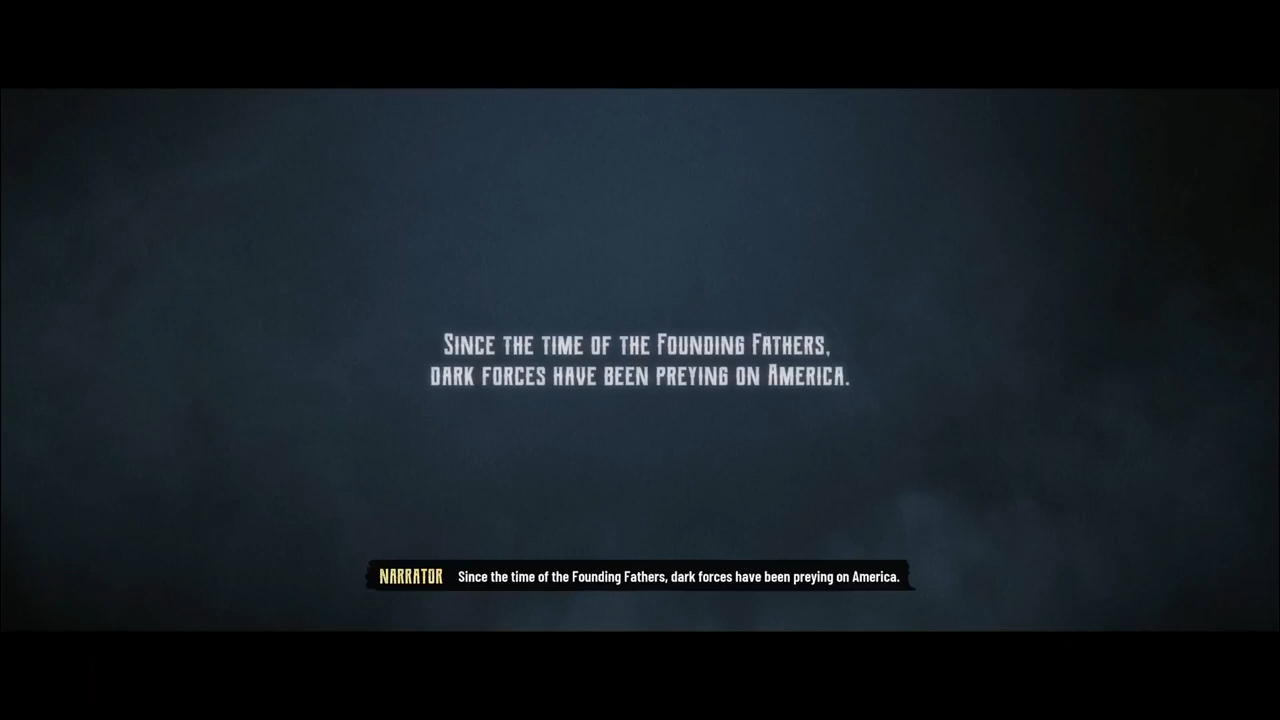 Since the time of the Founding Fathers,
dark forces have been preying on America.
NARRATOR Since the time of the Founding Fathers, dark forces have been preying on America.